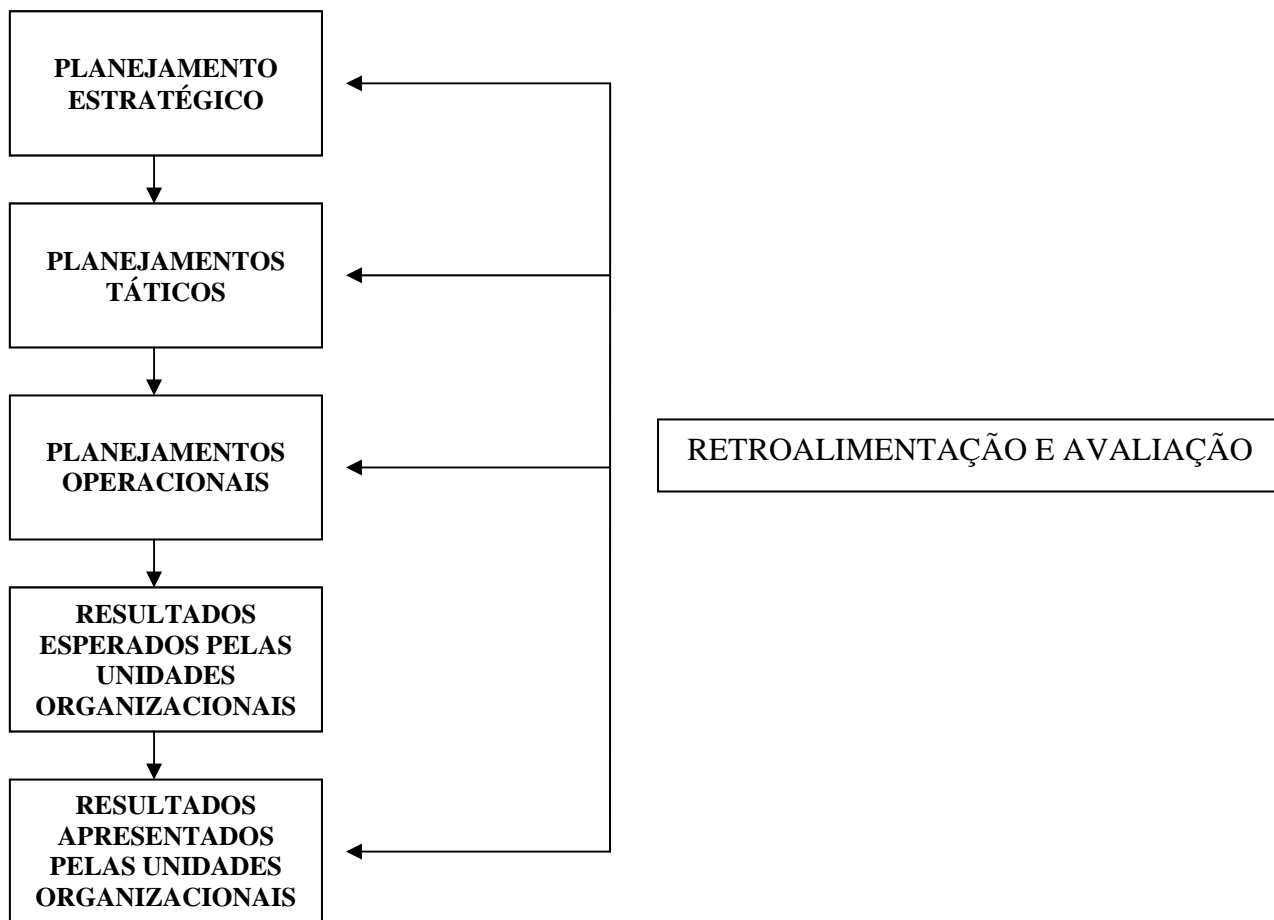 PLANEJAMENTO
ESTRATÉGICO
PLANEJAMENTOS
TÁTICOS
PLANEJAMENTOS
OPERACIONAIS
RETROALIMENTAÇÃO E AVALIAÇÃO
RESULTADOS
ESPERADOS PELAS
UNIDADES
ORGANIZACIONAIS
RESULTADOS
APRESENTADOS
PELAS UNIDADES
ORGANIZACIONAIS